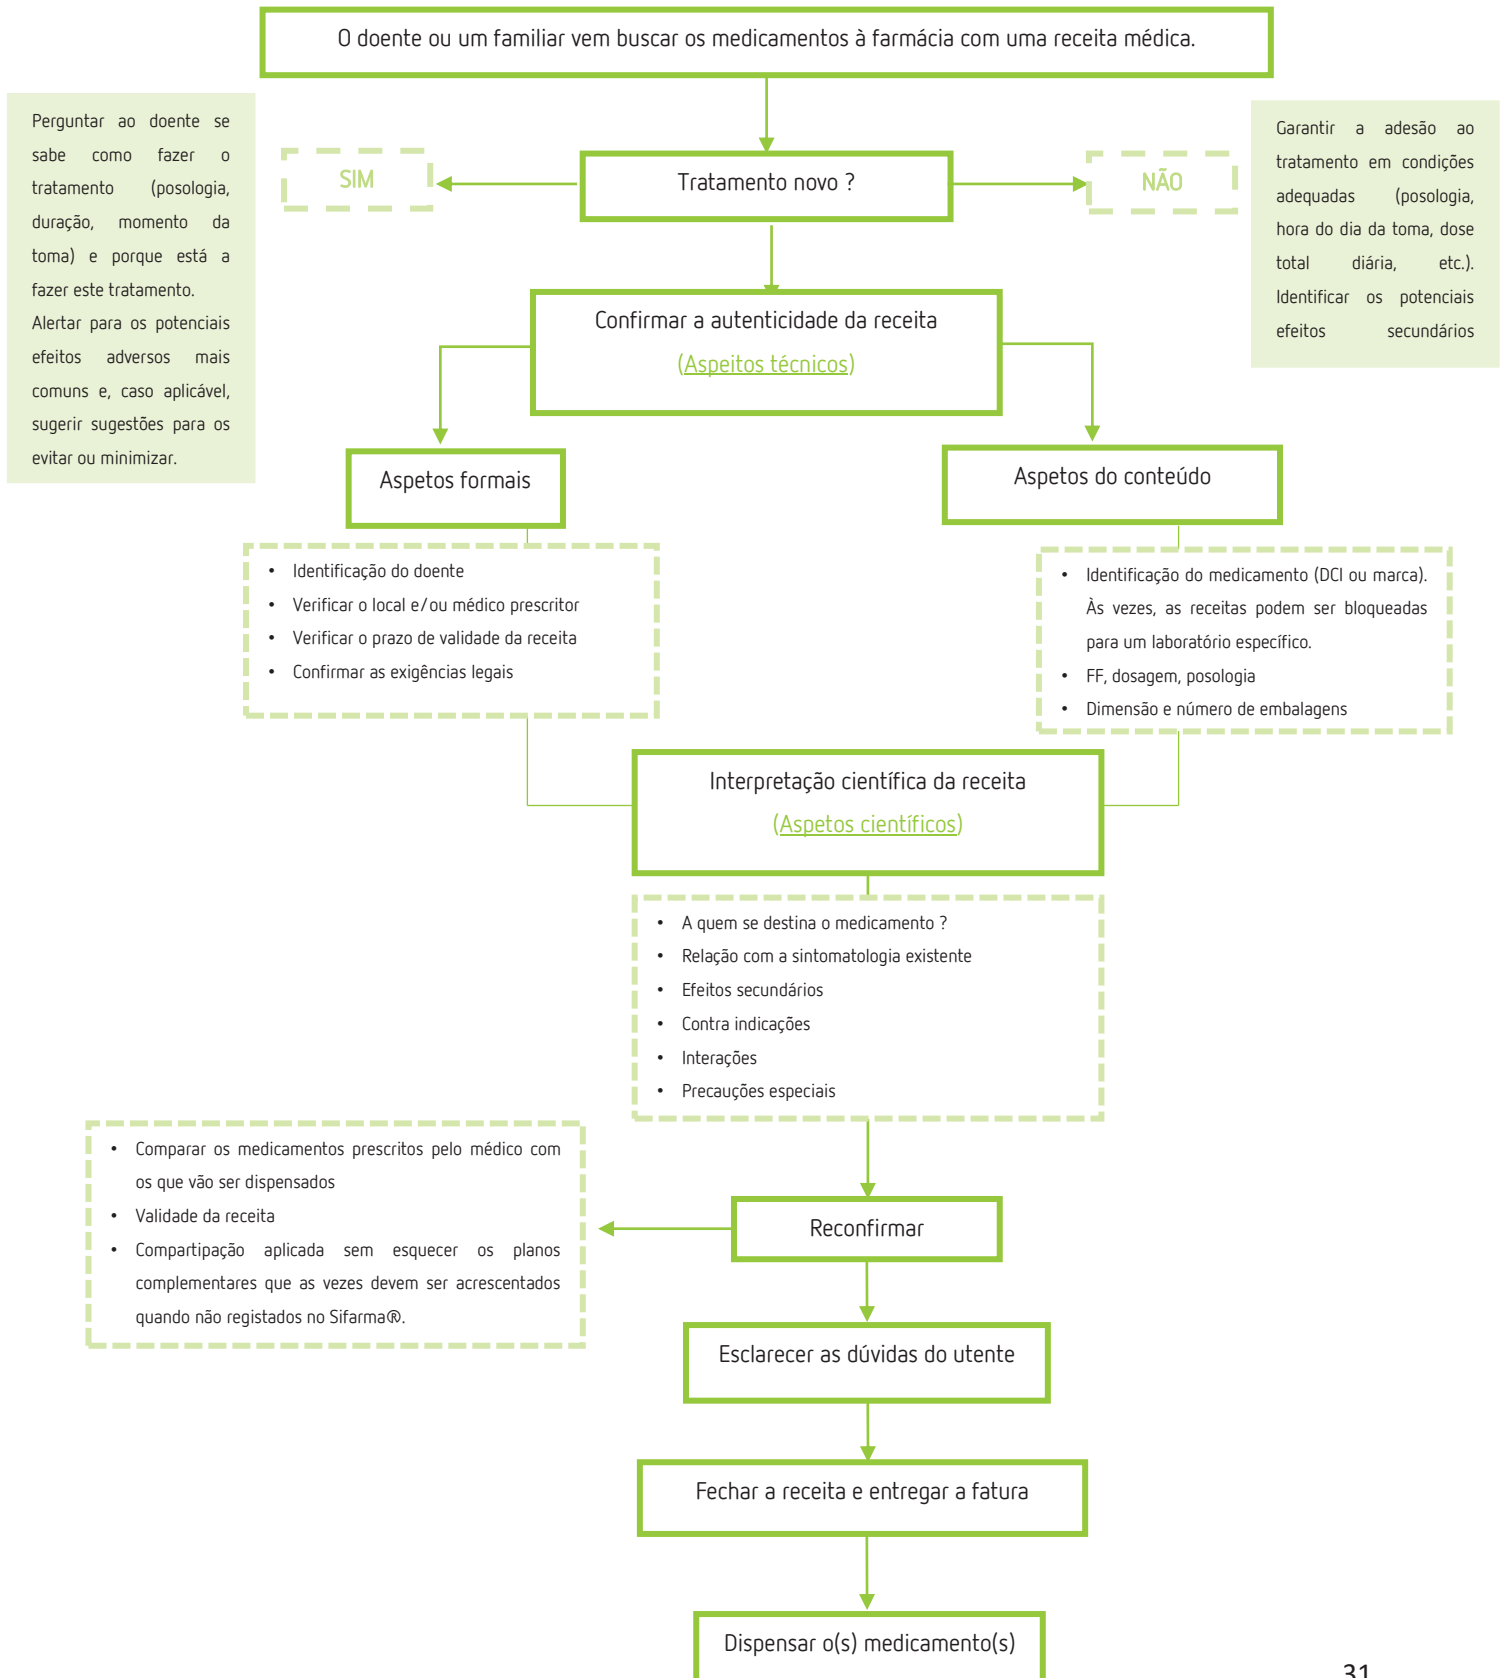 O doente ou um familiar vem buscar os medicamentos à farmácia com uma receita médica.
Perguntar ao doente se
sabe como fazer o
tratamento (posologia,
duração, momento da
toma) e porque está a
fazer este tratamento.
Alertar para os potenciais
efeitos adversos mais
comuns e, caso aplicável,
sugerir sugestões para os
evitar ou minimizar.
SIM
Tratamento novo ?
NÃO
Garantir a adesão ao
tratamento em condições
adequadas (posologia,
hora do dia da toma, dose
total diária, etc.).
Identificar os potenciais
efeitos secundários
Confirmar a autenticidade da receita
(Aspeitos técnicos)
Aspetos formais
Aspetos do conteúdo
• Identificação do doente
• Verificar o local e/ou médico prescritor
• Verificar o prazo de validade da receita
• Confirmar as exigências legais
• Identificação do medicamento (DCI ou marca).
Às vezes, as receitas podem ser bloqueadas
para um laboratório específico.
• FF, dosagem, posologia
• Dimensão e número de embalagens
Interpretação científica da receita
(Aspetos científicos)
• A quem se destina o medicamento ?
• Relação com a sintomatologia existente
• Efeitos secundários
• Contra indicações
• Interações
• Precauções especiais
• Comparar os medicamentos prescritos pelo médico com
os que vão ser dispensados
• Validade da receita
• Compartipação aplicada sem esquecer os planos
complementares que as vezes devem ser acrescentados
quando não registados no Sifarma®.
Reconfirmar
Esclarecer as dúvidas do utente
Fechar a receita e entregar a fatura
Dispensar o(s) medicamento(s)
31